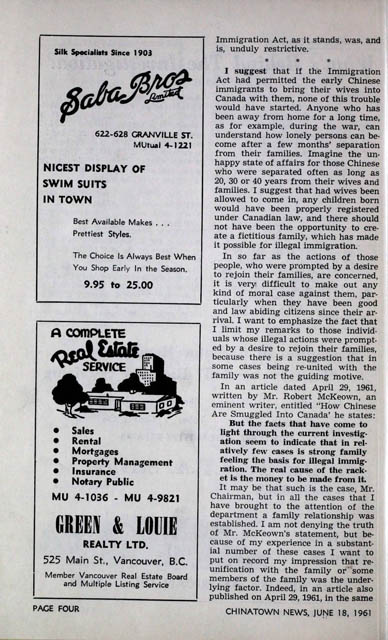 Silk Specialists Since 1903
Saba Bros
Limited
622-628 GRANVILLE ST.
MUtual 4-1221
NICEST DISPLAY OF
SWIM SUITS
IN TOWN
Best Available Makes . . .
Prettiest Styles.
The Choice Is Always Best When
You Shop Early In the Season.
9.95 to 25.00
A COMPLETE
Real Estate
SERVICE
• Sales
• Rental
• Mortgages
• Property Management
• Insurance
• Notary Public
MU 4-1036 - MU 4-9821
GREEN & LOUIE
REALTY LTD.
525 Main St., Vancouver, B.C.
Member Vancouver Real Estate Board
and Multiple Listing Service
Immigration Act, as it stands, was, and
is, unduly restrictive.
* * *
I suggest that if the Immigration
Act had permitted the early Chinese
immigrants to bring their wives into
Canada with them, none of this trouble
would have started. Anyone who has
been away from home for a long time,
as for example, during the war, can
understand how lonely persons can be-
come after a few months' separation
from their families. Imagine the un-
happy state of affairs for those Chinese
who were separated often as long as
20, 30 or 40 years from their wives and
families. I suggest that had wives been
allowed to come in, any children born
would have been properly registered
under Canadian law, and there should
not have been the opportunity to cre-
ate a fictitious family, which has made
it possible for illegal immigration.
In so far as the actions of those
people, who were prompted by a desire
to rejoin their families, are concerned,
it is very difficult to make out any
kind of moral case against them, par-
ticularly when they have been good
and law abiding citizens since their ar-
rival. I want to emphasize the fact that
I limit my remarks to those individ-
uals whose illegal actions were prompt-
ed by a desire to rejoin their families,
because there is a suggestion that in
some cases being re-united with the
family was not the guiding motive.
In an article dated April 29, 1961,
written by Mr. Robert McKeown, an
eminent writer, entitled "How Chinese
Are Smuggled Into Canada' he states:
But the facts that have come to
light through the current investig-
ation seem to indicate that in rel-
atively few cases is strong family
feeling the basis for illegal immig-
ration. The real cause of the rack-
et is the money to be made from it.
It may be that such is the case, Mr.
Chairman, but in all the cases that I
have brought to the attention of the
department a family relationship was
established. I am not denying the truth
of Mr. McKeown's statement, but be-
cause of my experience in a substant-
ial number of these cases I want to
put on record my impression that re-
unification with the family or some
members of the family was the under-
lying factor. Indeed, in an article also
published on April 29, 1961, in the same
PAGE FOUR
CHINATOWN NEWS, JUNE 18, 1961